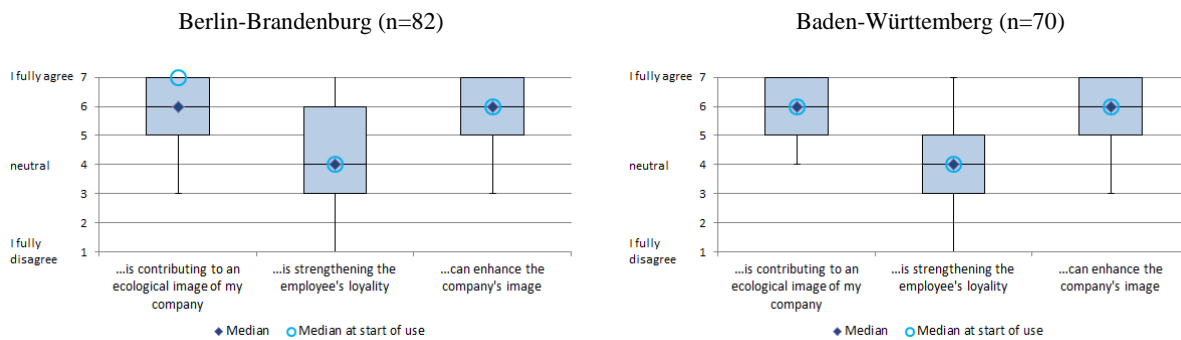 Berlin-Brandenburg (n=82)
I fully agree 7
6
5
neutral 4
3
2
I fully
disagree 1
...is contributing to an
ecological image of my
company
...is strengthening the
employee's loyality
...can enhance the
company's image
Median Median at start of use
Baden-Württemberg (n=70)
I fully agree 7
6
5
neutral 4
3
2
I fully
disagree 1
...is contributing to an
ecological image of my
company
...is strengthening the
employee's loyality
...can enhance the
company's image
Median Median at start of use